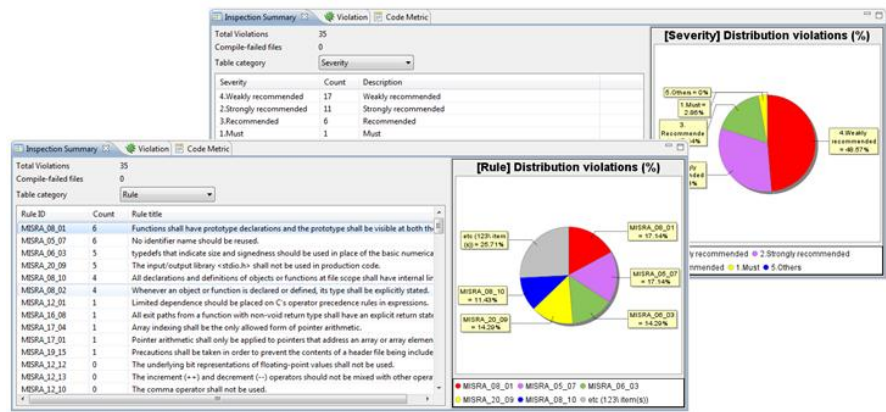 Inspection Summary Violation Code Metric
Total Violations 35
Compile-failed files 0
Table category Severity
Severity Count Description
4.Weakly recommended 17 Weakly recommended
2.Strongly recommended 11 Strongly recommended
3.Recommended 6 Recommended
1.Must 1 Must
[Severity] Distribution violations (%)
5.Others = 0%
1.Must =
2.86%
3.
Recommende
4.Weakly
recommended
= 48.57%
recommended 2.Strongly recommended
1.Must 5.Others
Inspection Summary Violation Code Metric
Total Violations 35
Compile-failed files 0
Table category Rule
Rule ID Count Rule title
MISRA_08_01 6 Functions shall have prototype declarations and the prototype shall be visible at both the
MISRA_05_07 6 No identifier name should be reused.
MISRA_06_03 5 typedefs that indicate size and signedness should be used in place of the basic numerica
MISRA_20_09 5 The input/output library <stdio.h> shall not be used in production code.
MISRA_08_10 4 All declarations and definitions of objects or functions at file scope shall have internal lin
MISRA_08_02 4 Whenever an object or function is declared or defined, its type shall be explicitly stated.
MISRA_12_01 1 Limited dependence should be placed on C's operator precedence rules in expressions.
MISRA_16_08 1 All exit paths from a function with non-void return type shall have an explicit return state
MISRA_17_04 1 Array indexing shall be the only allowed form of pointer arithmetic.
MISRA_17_01 1 Pointer arithmetic shall only be applied to pointers that address an array or array elemen
MISRA_19_15 1 Precautions shall be taken in order to prevent the contents of a header file being include
MISRA_12_12 0 The underlying bit representations of floating-point values shall not be used.
MISRA_12_13 0 The increment (++) and decrement (--) operators should not be mixed with other opera
MISRA_12_10 0 The comma operator shall not be used.
[Rule] Distribution violations (%)
etc (123\ item
(s)) = 25.71%
MISRA_08_01
= 17.14%
MISRA_05_07
= 17.14%
MISRA_08_10
= 11.43%
MISRA_20_09
= 14.29%
MISRA_06_03
= 14.29%
MISRA_08_01 MISRA_05_07 MISRA_06_03
MISRA_20_09 MISRA_08_10 etc (123\ item(s))